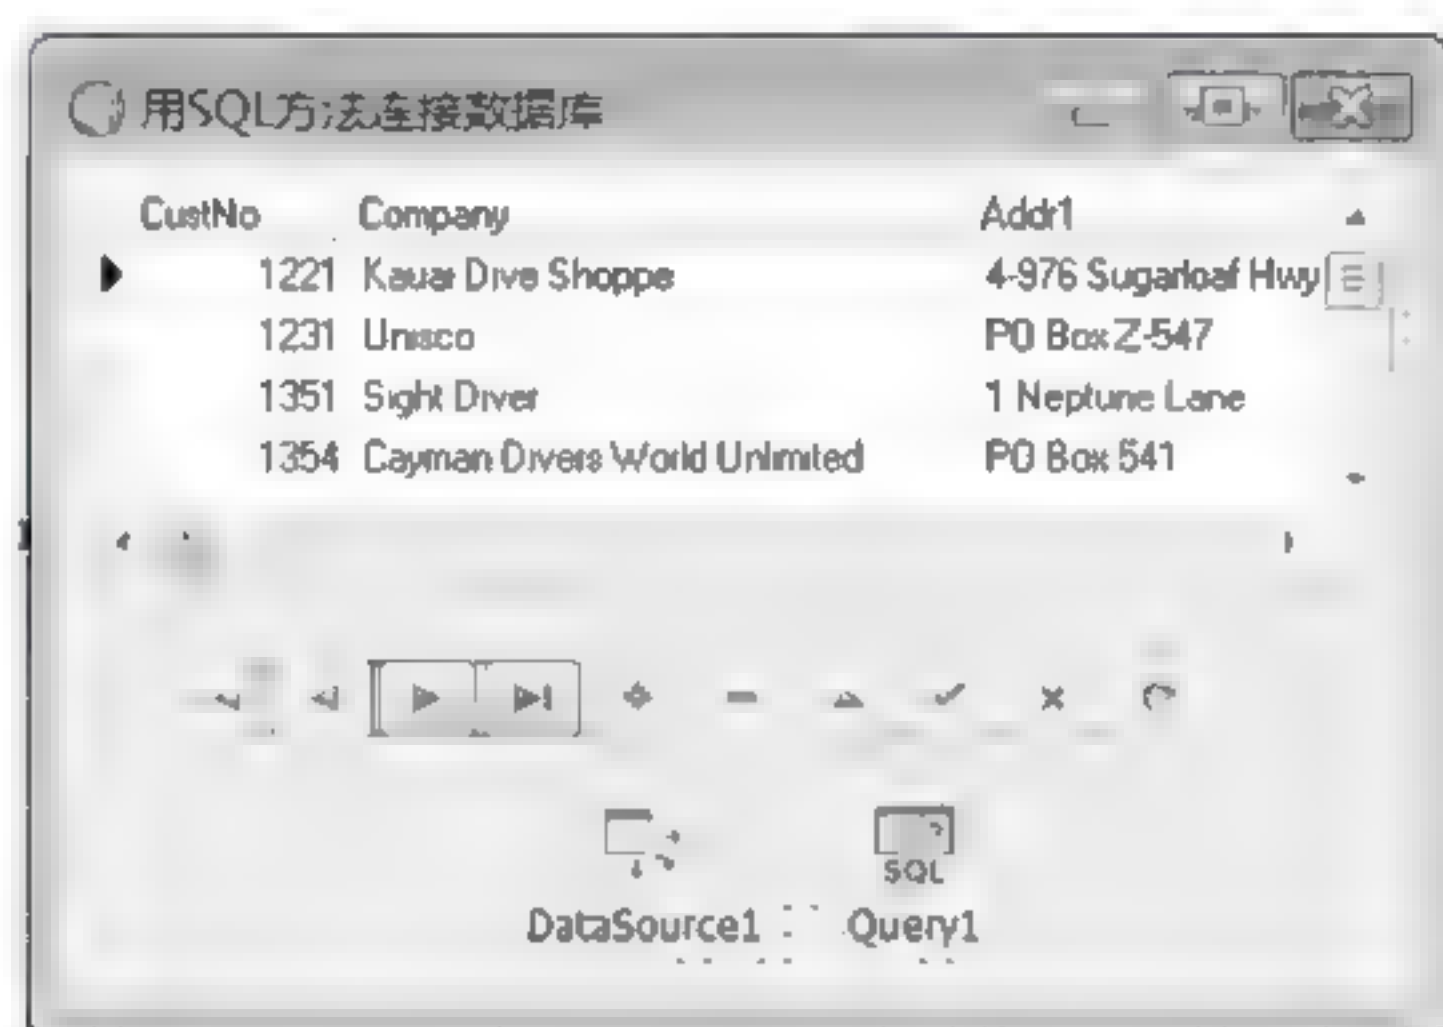 用SQL方法连接数据库
CustNo Company Addr1
1221 Kauai Dive Shoppe 4-976 Sugarloaf Hwy
1231 Unisco PO Box Z-547
1351 Sight Diver 1 Neptune Lane
1354 Cayman Divers World Unlimited PO Box 541
SQL
DataSource1 Query1